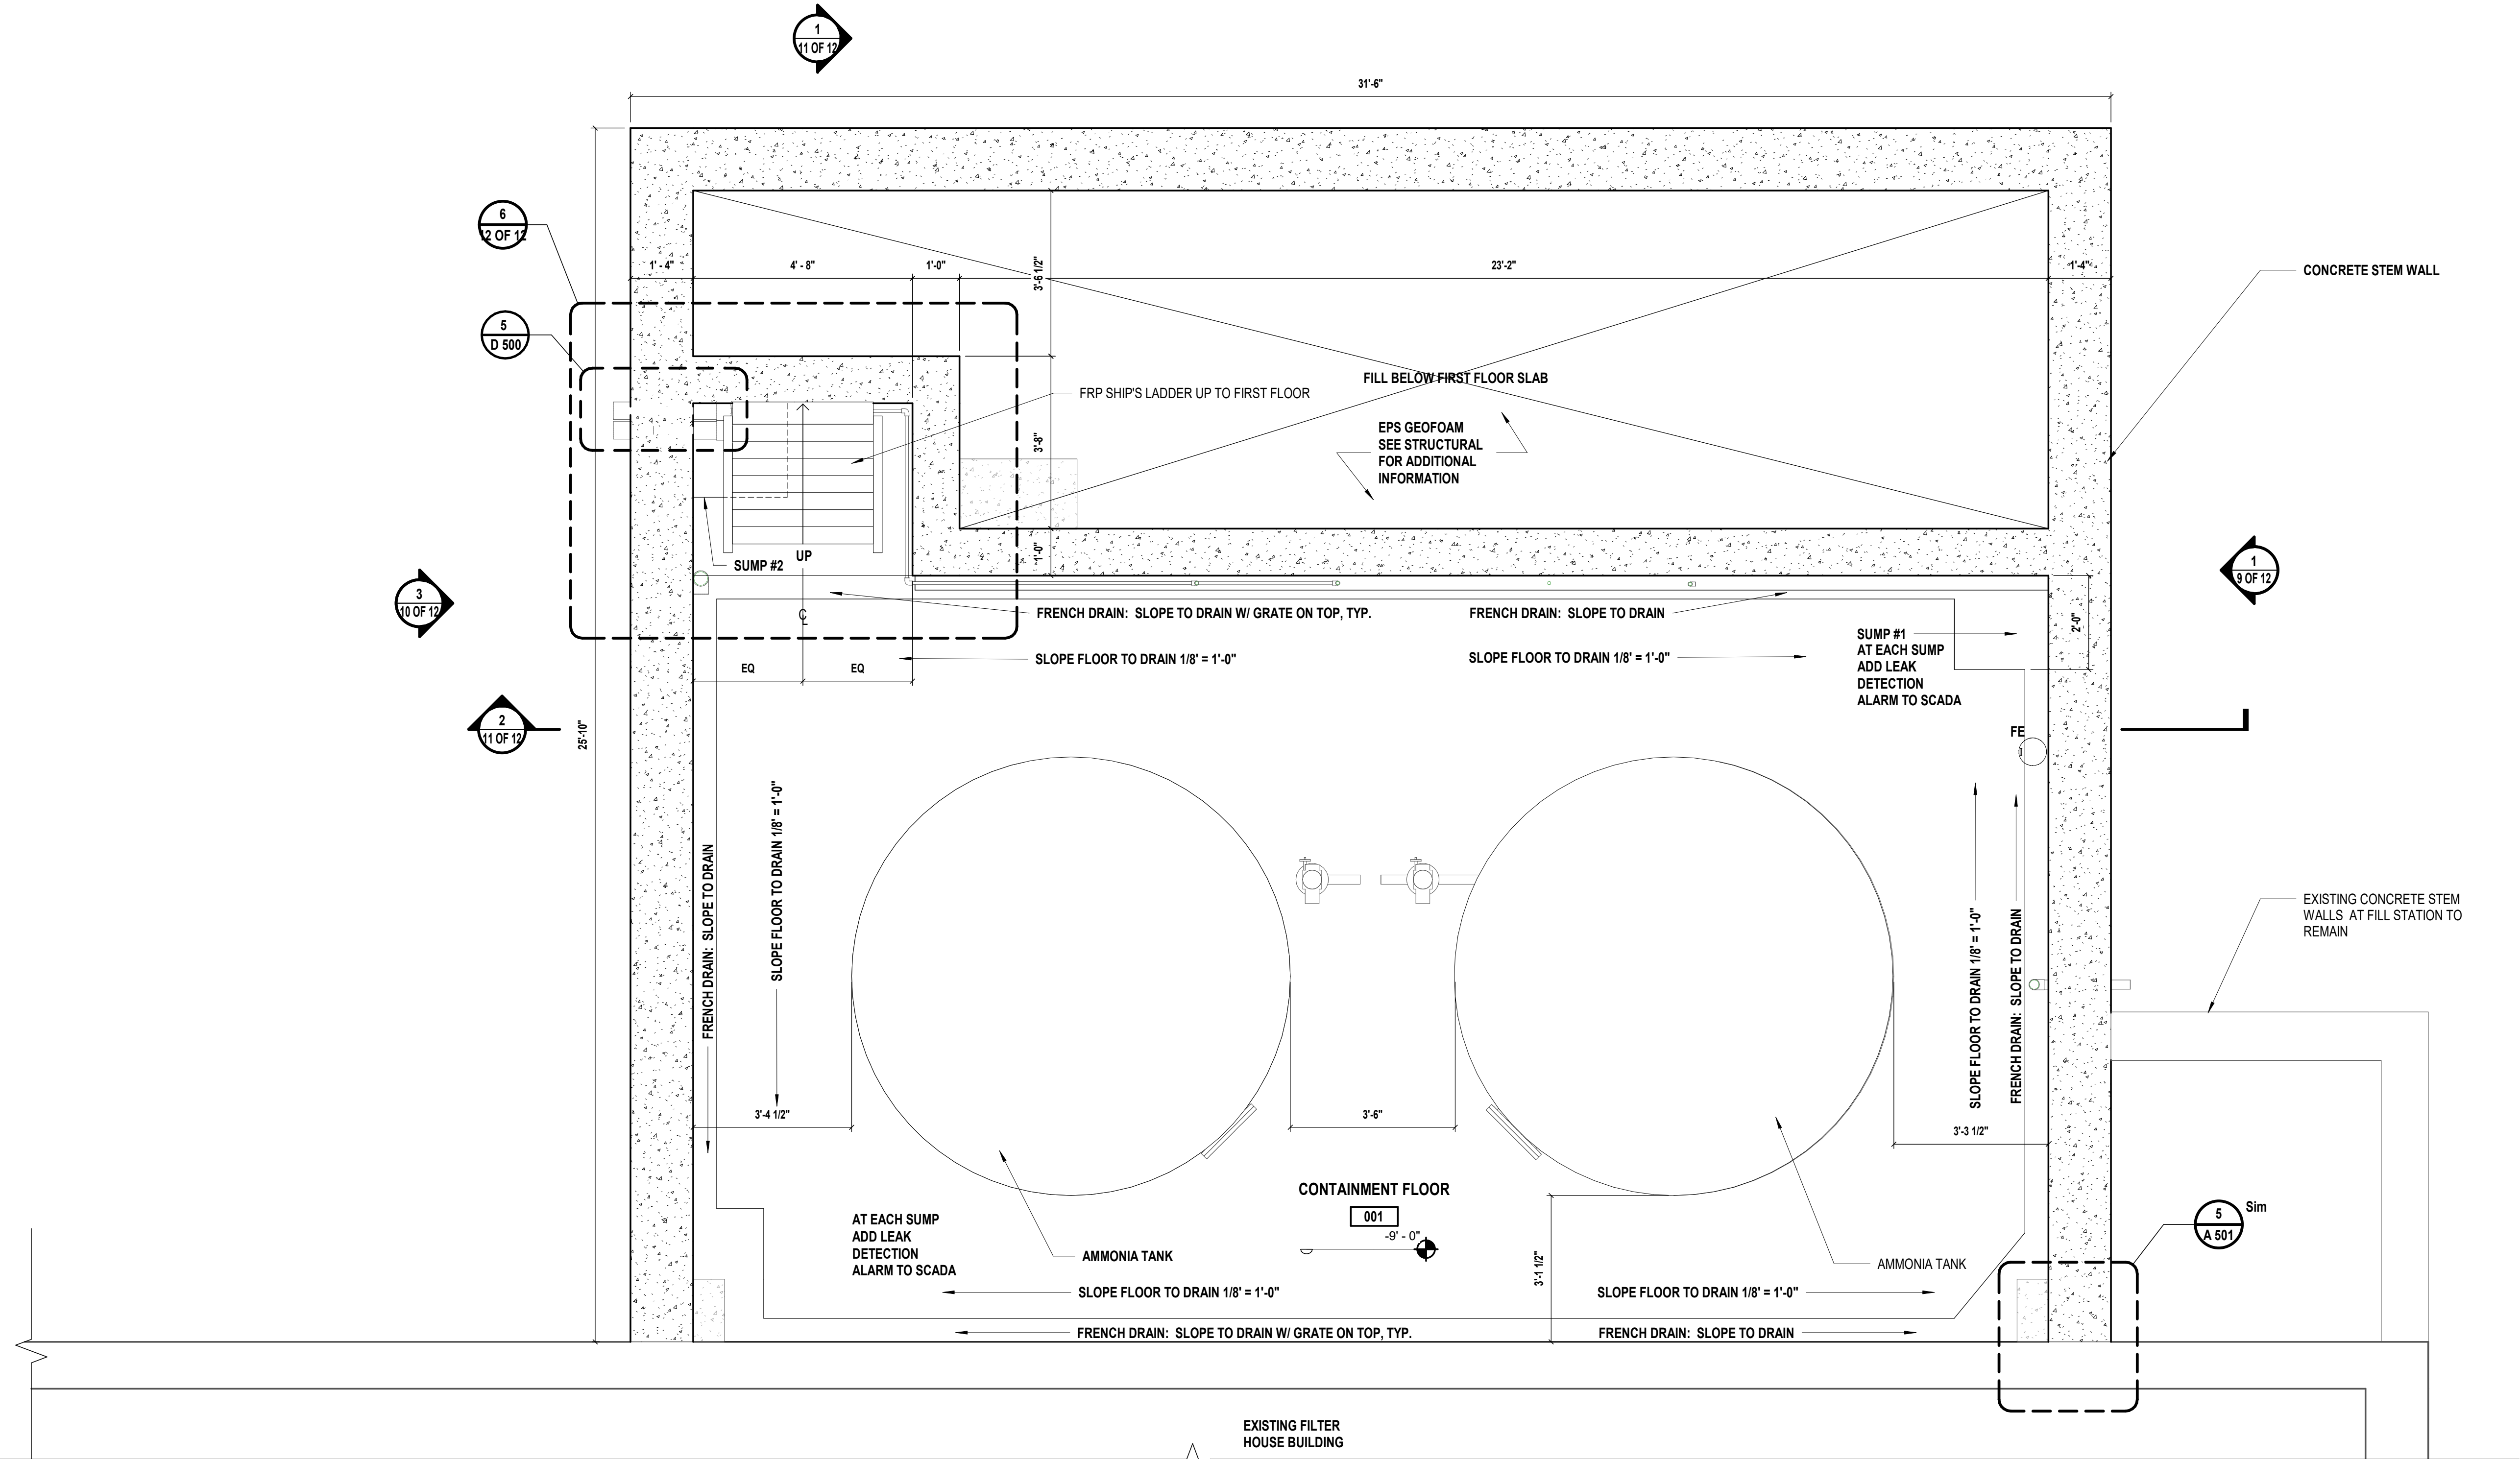 1
11 OF 12
31'-6"
6
12 OF 12
1' - 4"
4' - 8"
1'-0"
3'-6 1/2"
23'-2"
1'-4"
CONCRETE STEM WALL
5
D 500
FRP SHIP'S LADDER UP TO FIRST FLOOR
FILL BELOW FIRST FLOOR SLAB
EPS GEOFOAM
SEE STRUCTURAL
FOR ADDITIONAL
INFORMATION
3'-8"
1'-0"
UP
SUMP #2
1
9 OF 12
3
10 OF 12
CL
FRENCH DRAIN: SLOPE TO DRAIN W/ GRATE ON TOP, TYP.
FRENCH DRAIN: SLOPE TO DRAIN
2'-0"
SUMP #1
AT EACH SUMP
ADD LEAK
DETECTION
ALARM TO SCADA
EQ
EQ
SLOPE FLOOR TO DRAIN 1/8' = 1'-0"
SLOPE FLOOR TO DRAIN 1/8' = 1'-0"
2
11 OF 12
25'-10"
FE
FRENCH DRAIN: SLOPE TO DRAIN
SLOPE FLOOR TO DRAIN 1/8' = 1'-0"
SLOPE FLOOR TO DRAIN 1/8' = 1'-0"
FRENCH DRAIN: SLOPE TO DRAIN
EXISTING CONCRETE STEM
WALLS AT FILL STATION TO
REMAIN
3'-4 1/2"
3'-6"
3'-3 1/2"
CONTAINMENT FLOOR
001
-9' - 0"
AT EACH SUMP
ADD LEAK
DETECTION
ALARM TO SCADA
AMMONIA TANK
3'-1 1/2"
AMMONIA TANK
5
A 501
Sim
SLOPE FLOOR TO DRAIN 1/8' = 1'-0"
SLOPE FLOOR TO DRAIN 1/8' = 1'-0"
FRENCH DRAIN: SLOPE TO DRAIN W/ GRATE ON TOP, TYP.
FRENCH DRAIN: SLOPE TO DRAIN
EXISTING FILTER
HOUSE BUILDING